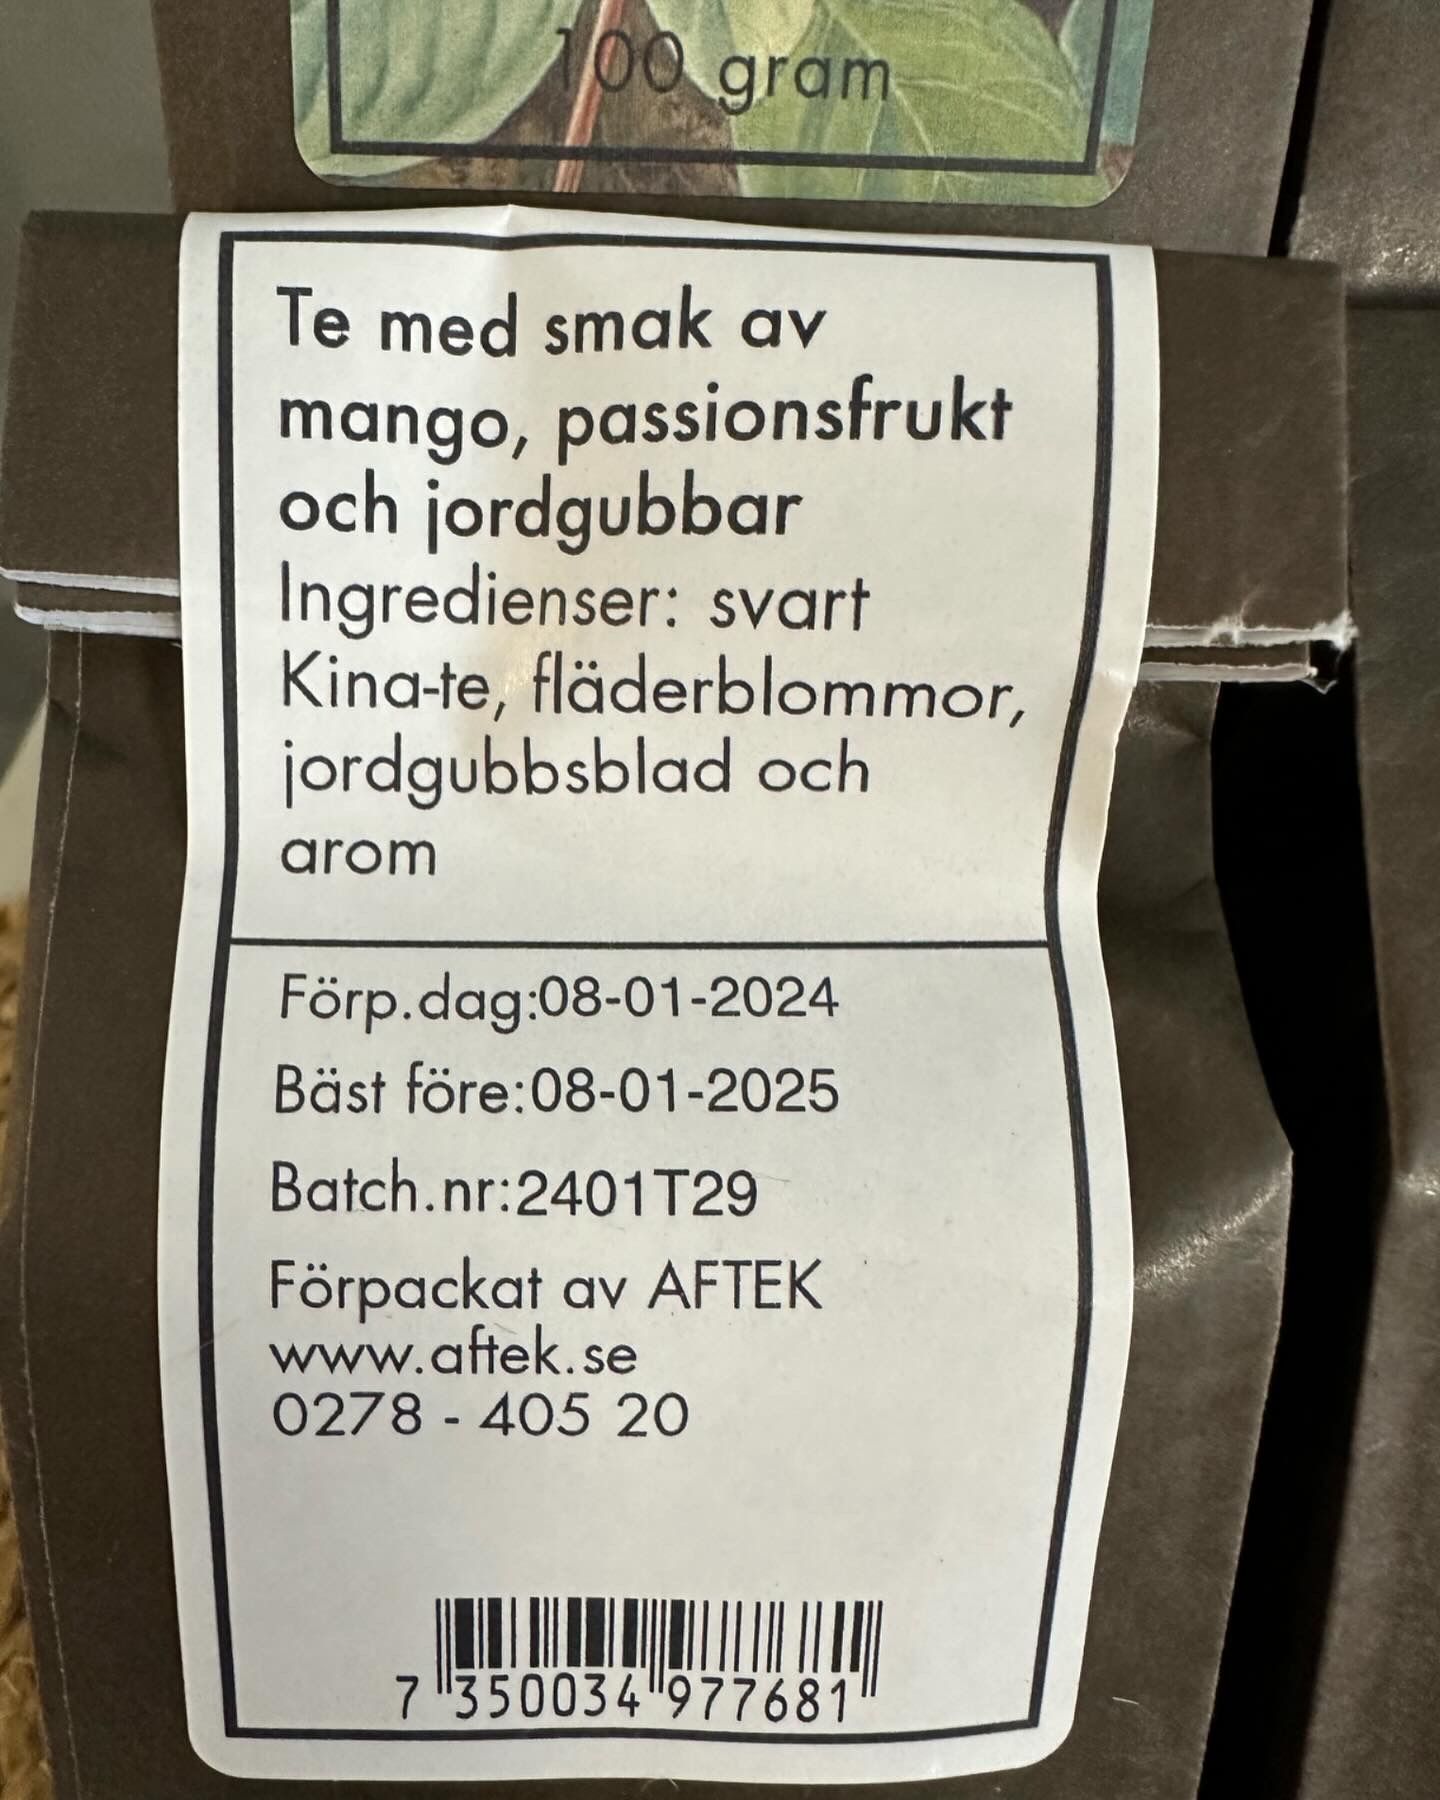 100 gram
Te med smak av
mango, passionsfrukt
och jordgubbar
Ingredienser: svart
Kina-te, fläderblommor,
jordgubbsblad och
arom
Förp.dag:08-01-2024
Bäst före:08-01-2025
Batch.nr:2401T29
Förpackat av AFTEK
www.aftek.se
0278 - 405 20
7 350034 977681